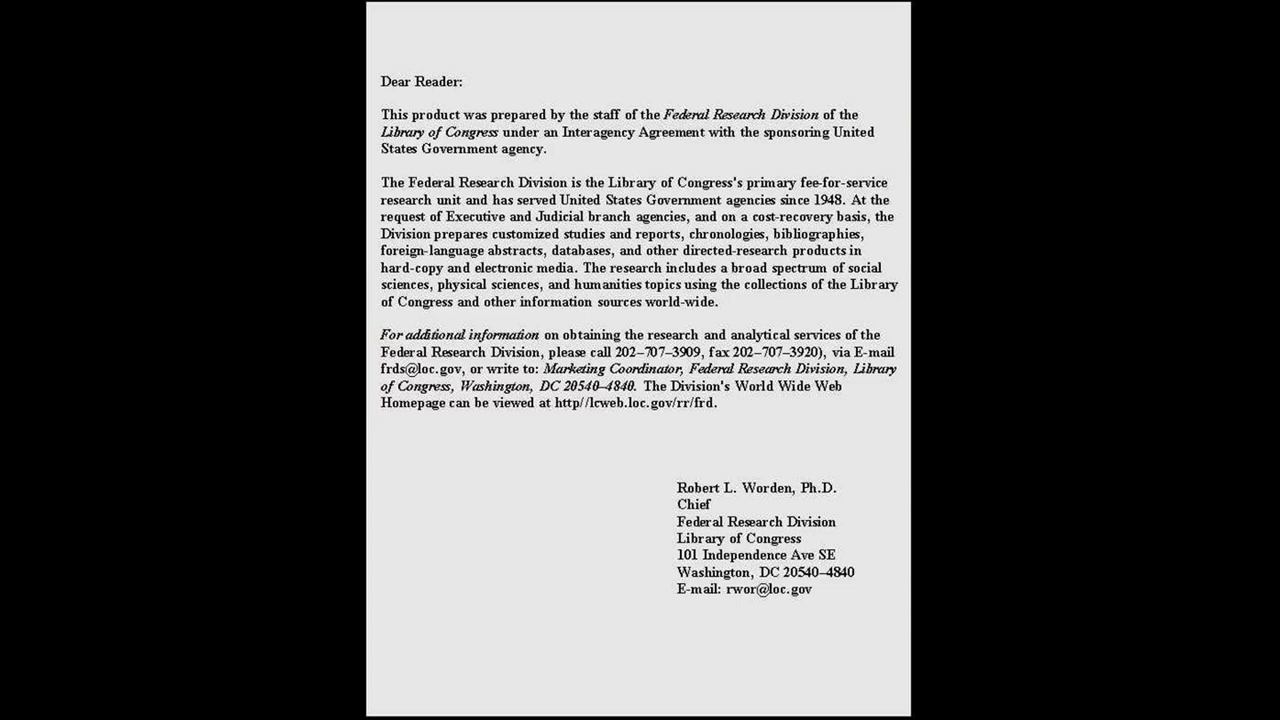 Dear Reader:
This product was prepared by the staff of the Federal Research Division of the
Library of Congress under an Interagency Agreement with the sponsoring United
States Government agency.
The Federal Research Division is the Library of Congress's primary fee-for-service
research unit and has served United States Government agencies since 1948. At the
request of Executive and Judicial branch agencies, and on a cost-recovery basis, the
Division prepares customized studies and reports, chronologies, bibliographies,
foreign-language abstracts, databases, and other directed-research products in
hard-copy and electronic media. The research includes a broad spectrum of social
sciences, physical sciences, and humanities topics using the collections of the Library
of Congress and other information sources world-wide.
For additional information on obtaining the research and analytical services of the
Federal Research Division, please call 202–707–3909, fax 202–707–3920), via E-mail
frds@loc.gov, or write to: Marketing Coordinator, Federal Research Division, Library
of Congress, Washington, DC 20540–4840. The Division's World Wide Web
Homepage can be viewed at http//lcweb.loc.gov/rr/frd.
Robert L. Worden, Ph.D.
Chief
Federal Research Division
Library of Congress
101 Independence Ave SE
Washington, DC 20540–4840
E-mail: rwor@loc.gov